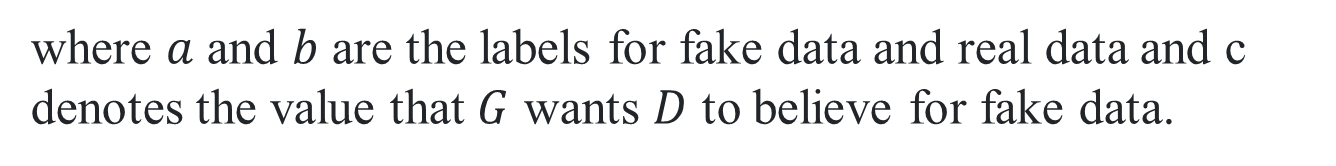 where a and b are the labels for fake data and real data and c
denotes the value that G wants D to believe for fake data.